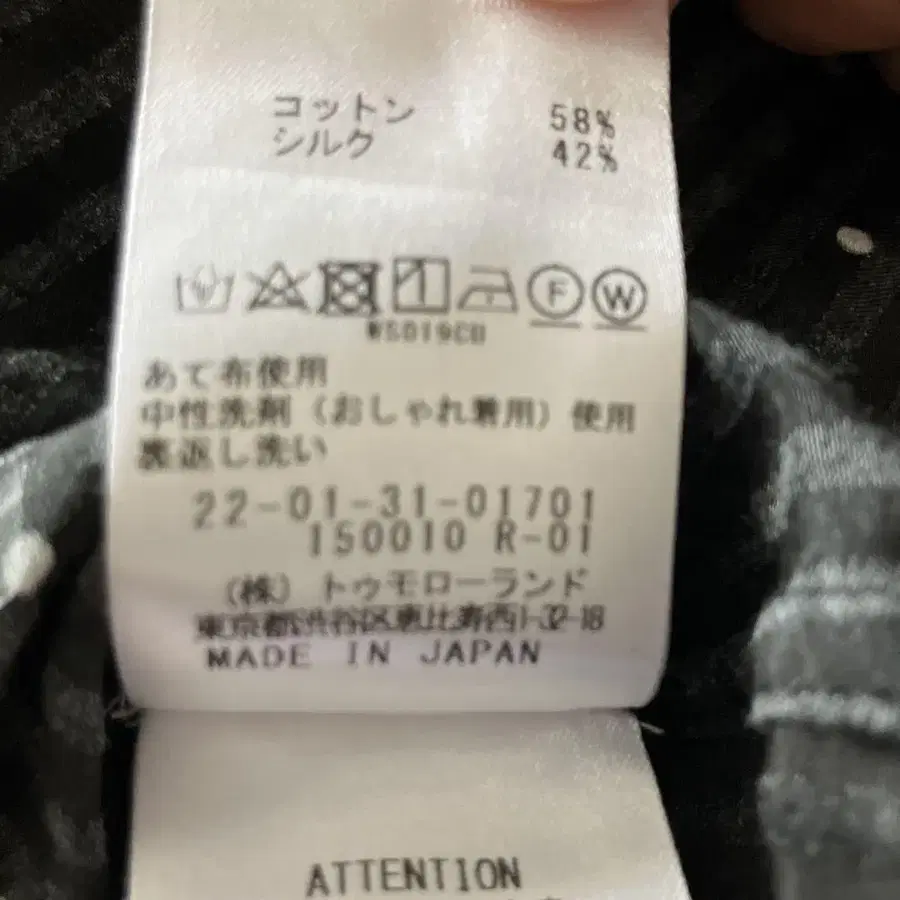 コットン 58%
シルク 42%
F W
WS019CU
あて布使用
中性洗剤（おしゃれ着用）使用
裏返し洗い
22-01-31-01701
150010 R-01
（株）トゥモローランド
東京都渋谷区恵比寿西1-32-18
MADE IN JAPAN
ATTENTION